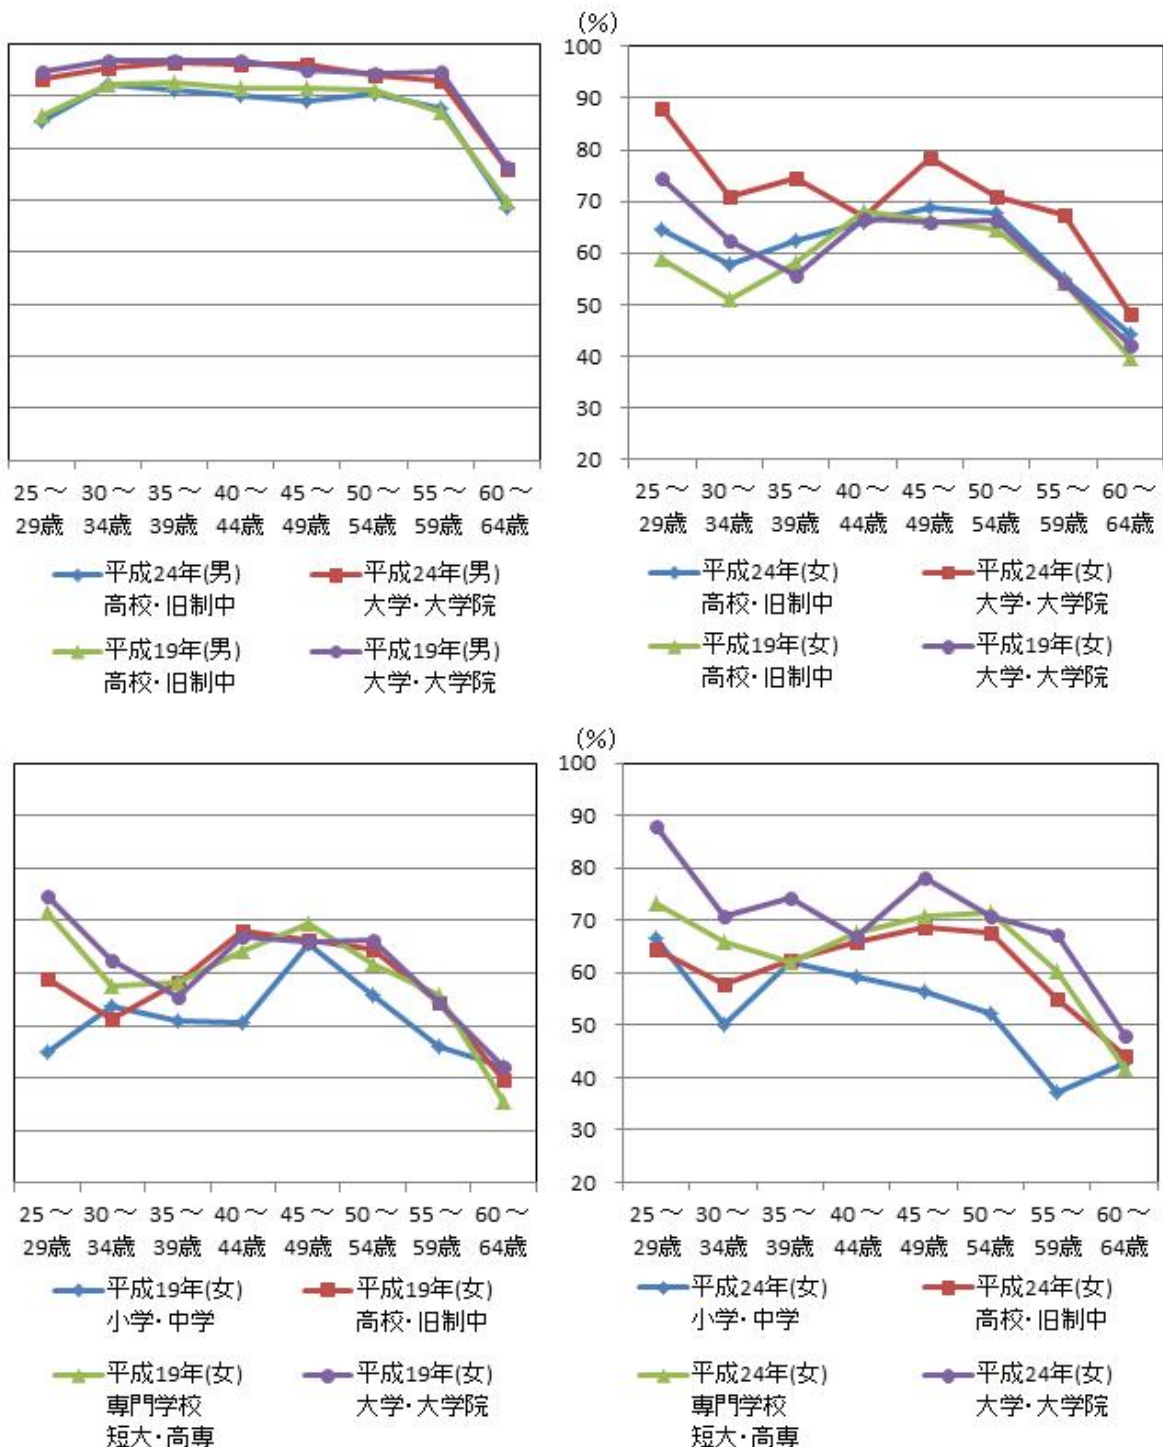 (%)
100
90
80
70
60
50
40
30
20
25～ 30～ 35～ 40～ 45～ 50～ 55～ 60～
29歳 34歳 39歳 44歳 49歳 54歳 59歳 64歳
平成24年(男) 平成24年(男)
高校・旧制中 大学・大学院
平成19年(男) 平成19年(男)
高校・旧制中 大学・大学院
25～ 30～ 35～ 40～ 45～ 50～ 55～ 60～
29歳 34歳 39歳 44歳 49歳 54歳 59歳 64歳
平成24年(女) 平成24年(女)
高校・旧制中 大学・大学院
平成19年(女) 平成19年(女)
高校・旧制中 大学・大学院
(%)
100
90
80
70
60
50
40
30
20
25～ 30～ 35～ 40～ 45～ 50～ 55～ 60～
29歳 34歳 39歳 44歳 49歳 54歳 59歳 64歳
平成19年(女) 平成19年(女)
小学・中学 高校・旧制中
平成19年(女) 平成19年(女)
専門学校 大学・大学院
短大・高専
25～ 30～ 35～ 40～ 45～ 50～ 55～ 60～
29歳 34歳 39歳 44歳 49歳 54歳 59歳 64歳
平成24年(女) 平成24年(女)
小学・中学 高校・旧制中
平成24年(女) 平成24年(女)
専門学校 大学・大学院
短大・高専